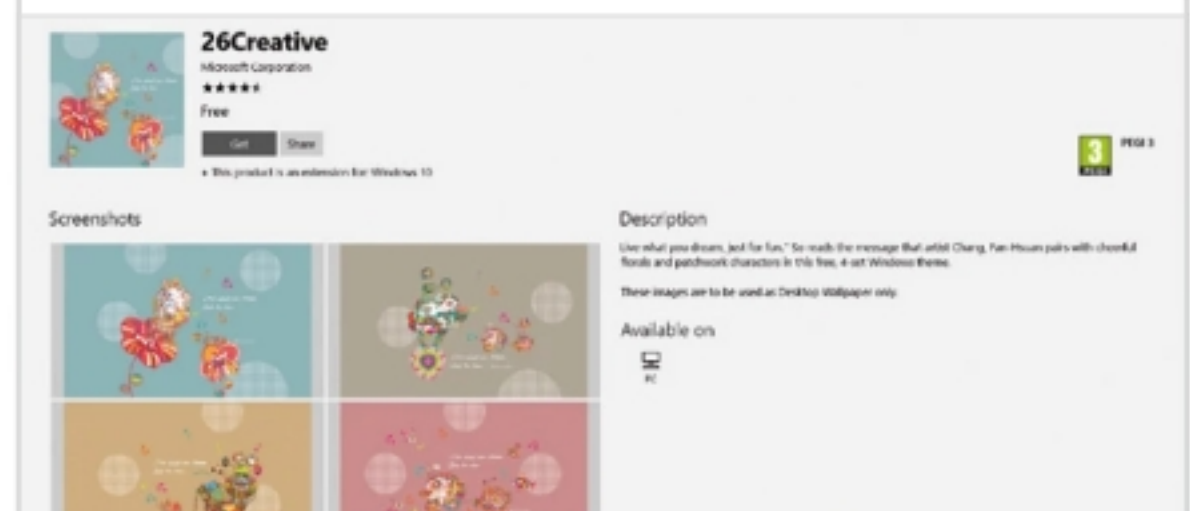 26Creative
Microsoft Corporation
Free
Get
Share
+ This product is an extension for Windows 10
3
PEGI
PEGI 3
Screenshots
Description
Live what you dream, just for fun." So reads the message that artist Chang, Fan-Hsuan pairs with cheerful
florals and patchwork characters in this free, 4-set Windows theme.
These images are to be used as Desktop Wallpaper only.
Available on
PC